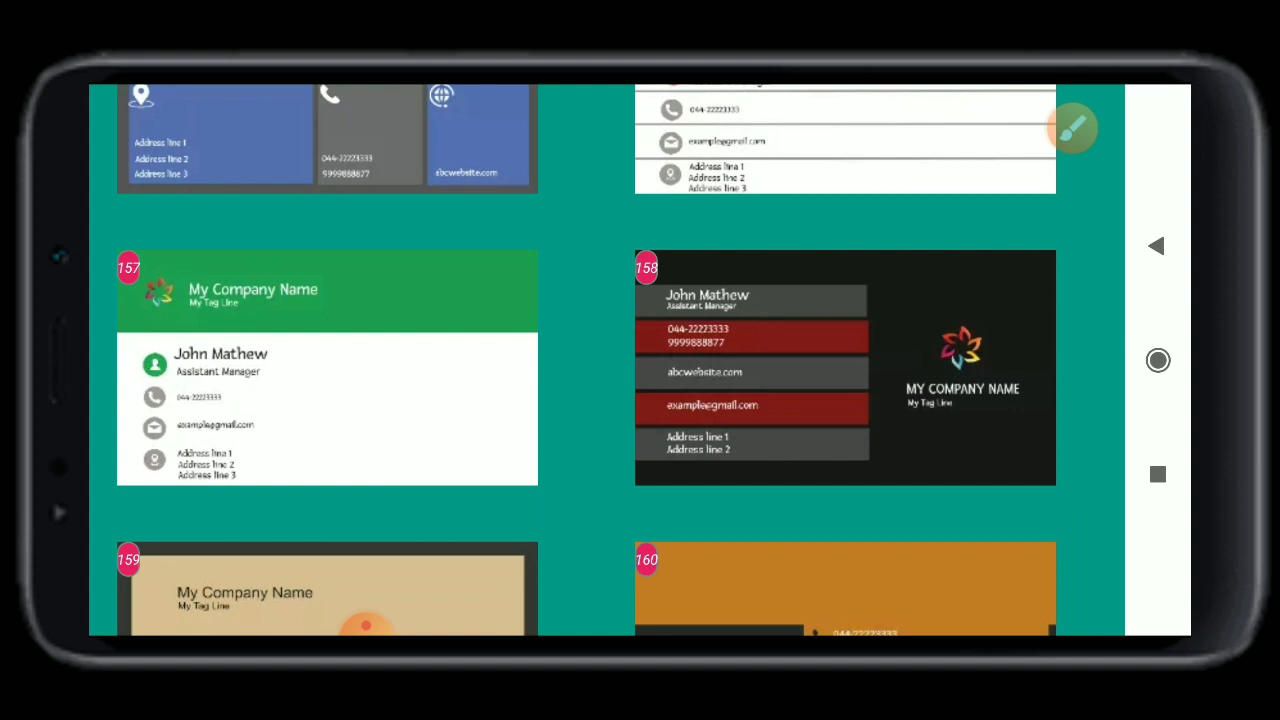 Address line 1
Address line 2
Address line 3
044-22223333
9999888877
abcwebsite.com
044-22223333
example@gmail.com
Address line 1
Address line 2
Address line 3
157
My Company Name
My Tag Line
John Mathew
Assistant Manager
044-22223333
example@gmail.com
Address line 1
Address line 2
Address line 3
158
John Mathew
Assistant Manager
044-22223333
9999888877
abcwebsite.com
example@gmail.com
Address line 1
Address line 2
MY COMPANY NAME
My Tag Line
159
My Company Name
My Tag Line
160
044-22223333